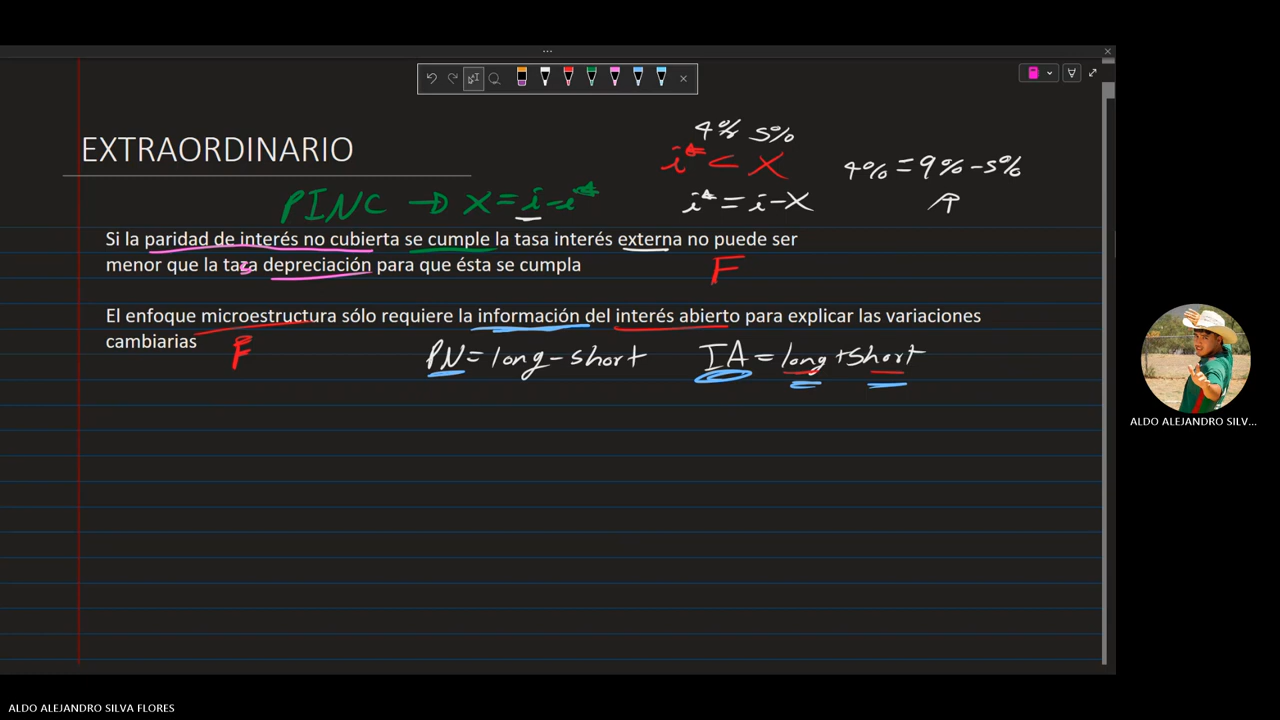 4% 5%
i* < X
4% = 9% - 5%
EXTRAORDINARIO
PINC → X = i - i*
i* = i - X
Si la paridad de interés no cubierta se cumple la tasa interés externa no puede ser
menor que la taza depreciación para que ésta se cumpla
s
F
El enfoque microestructura sólo requiere la información del interés abierto para explicar las variaciones
cambiarias
F
PN = long - short
IA = long + short
ALDO ALEJANDRO SILV...
ALDO ALEJANDRO SILVA FLORES